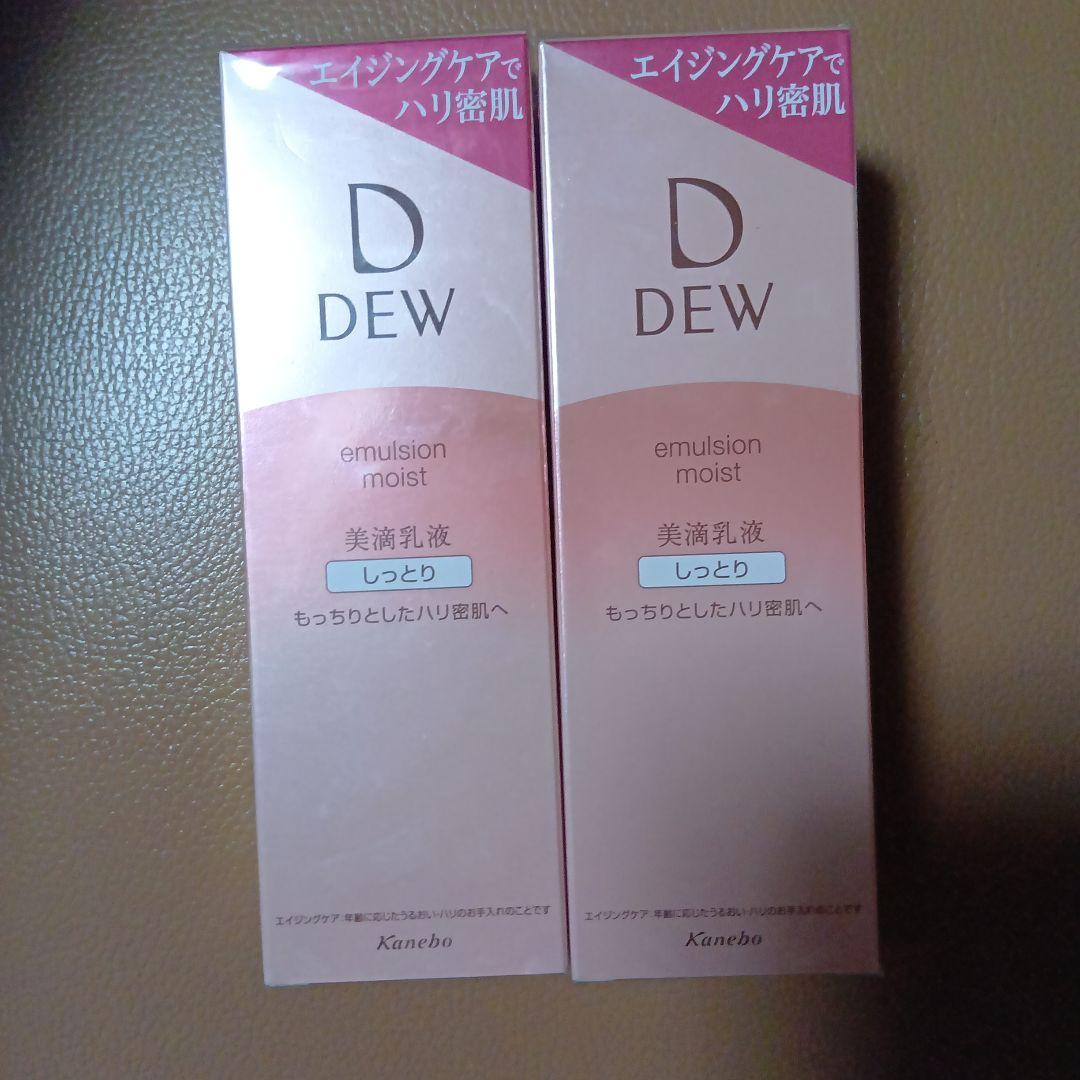 エイジングケアで
ハリ密肌
D
DEW
emulsion
moist
美滴乳液
しっとり
もっちりとしたハリ密肌へ
エイジングケア:年齢に応じたうるおい・ハリのお手入れのことです
Kanebo
エイジングケアで
ハリ密肌
D
DEW
emulsion
moist
美滴乳液
しっとり
もっちりとしたハリ密肌へ
エイジングケア:年齢に応じたうるおい・ハリのお手入れのことです
Kanebo